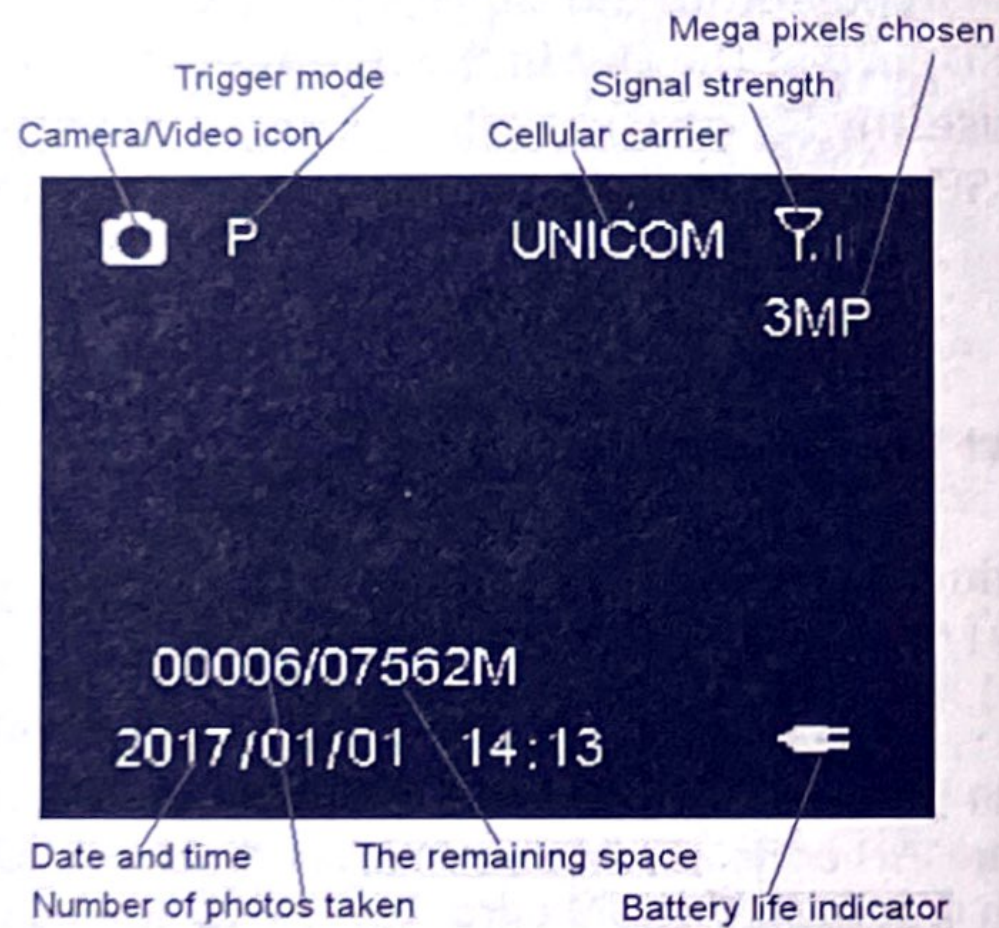 Mega pixels chosen
Trigger mode
Signal strength
Camera/Video icon
Cellular carrier
P
UNICOM
3MP
00006/07562M
2017/01/01 14:13
Date and time
The remaining space
Number of photos taken
Battery life indicator